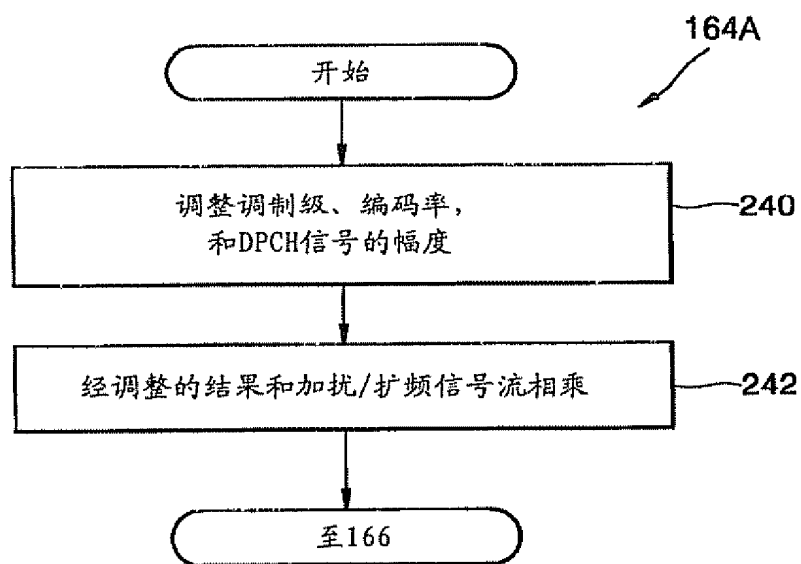 164A
开始
调整调制级、编码率,
和DPCH信号的幅度
240
经调整的结果和加扰/扩频信号流相乘
242
至166